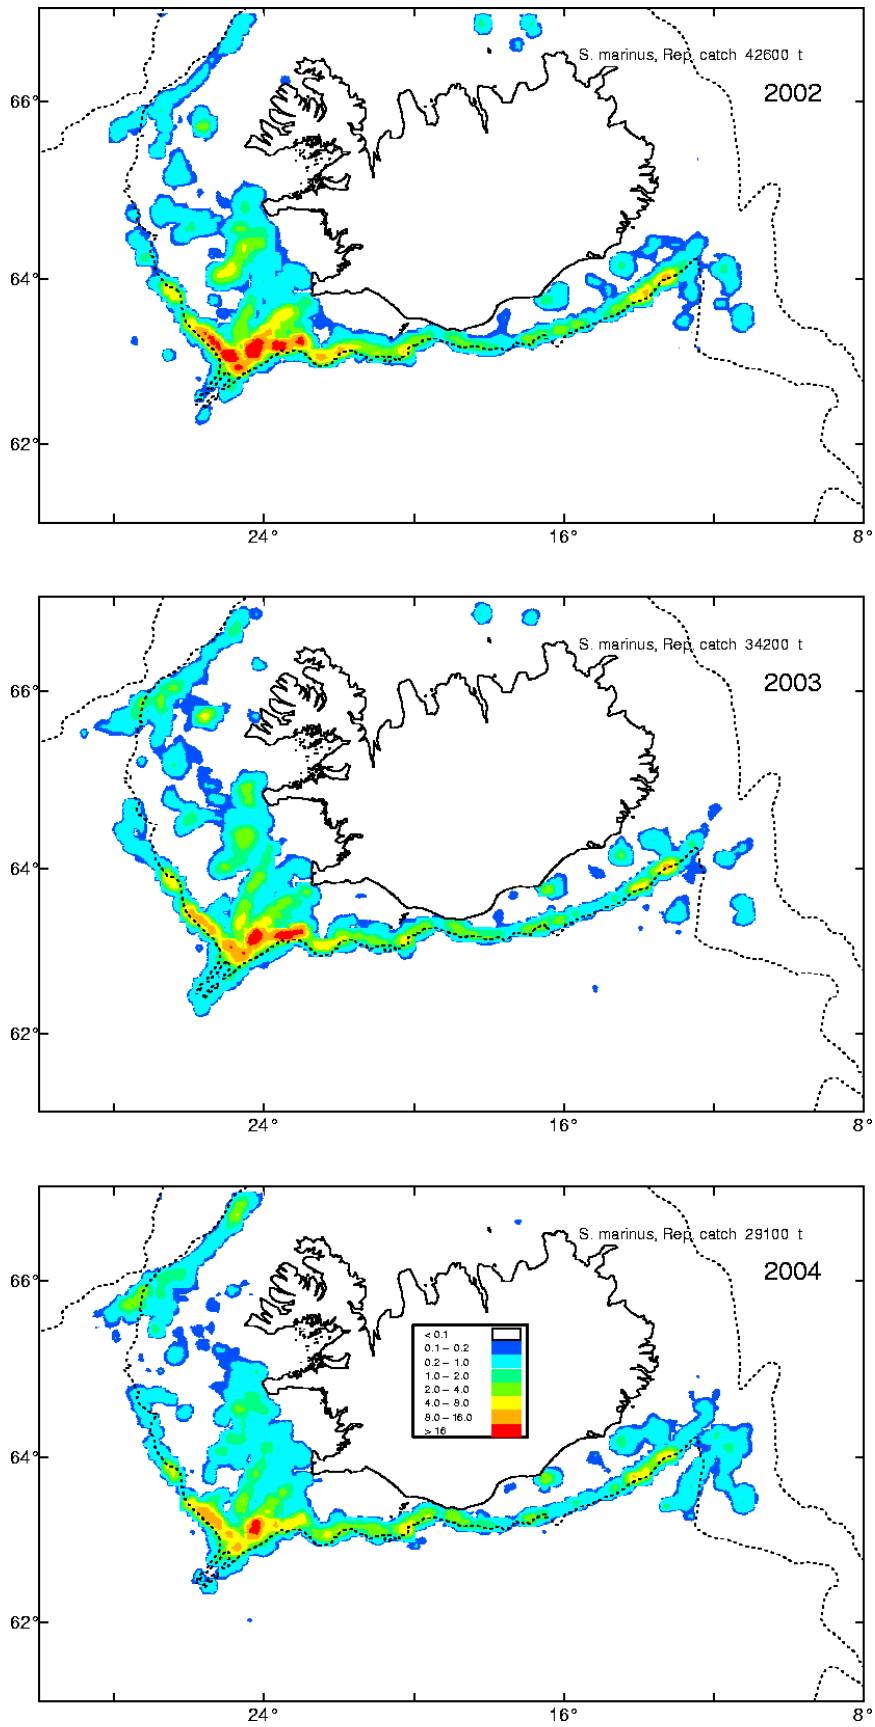 S. marinus, Rep. catch 42600 t
2002
66°
64°
62°
24° 16° 8°
S. marinus, Rep. catch 34200 t
2003
66°
64°
62°
24° 16° 8°
S. marinus, Rep. catch 29100 t
2004
66°
< 0.1
0.1 – 0.2
0.2 – 1.0
1.0 – 2.0
2.0 – 4.0
4.0 – 8.0
8.0 – 16.0
> 16
64°
62°
24° 16° 8°